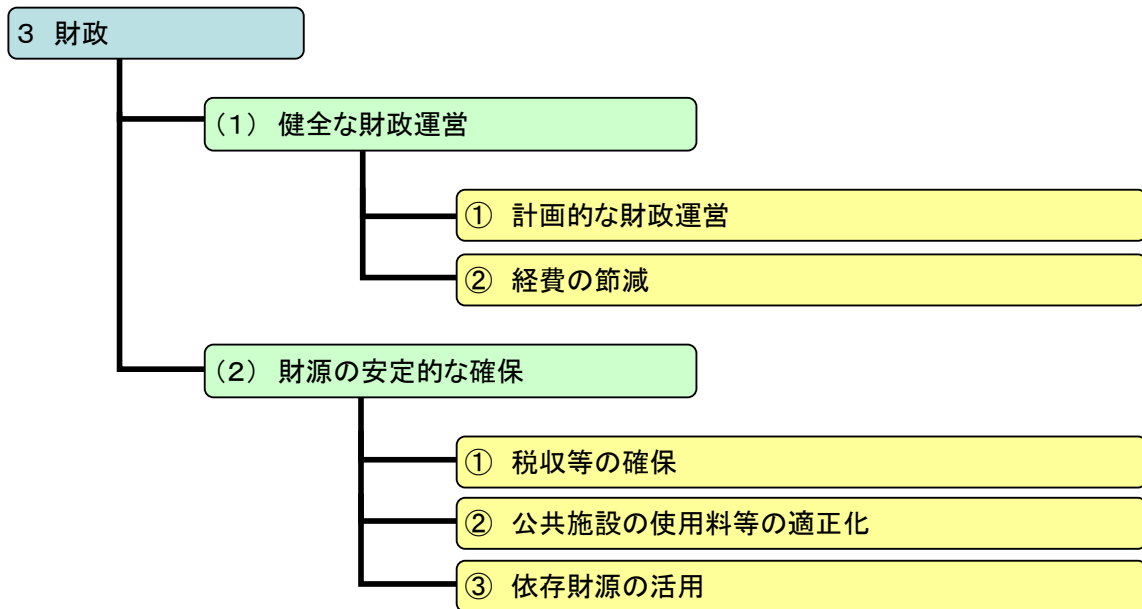 ３ 財政
（１） 健全な財政運営
① 計画的な財政運営
② 経費の節減
（２） 財源の安定的な確保
① 税収等の確保
② 公共施設の使用料等の適正化
③ 依存財源の活用